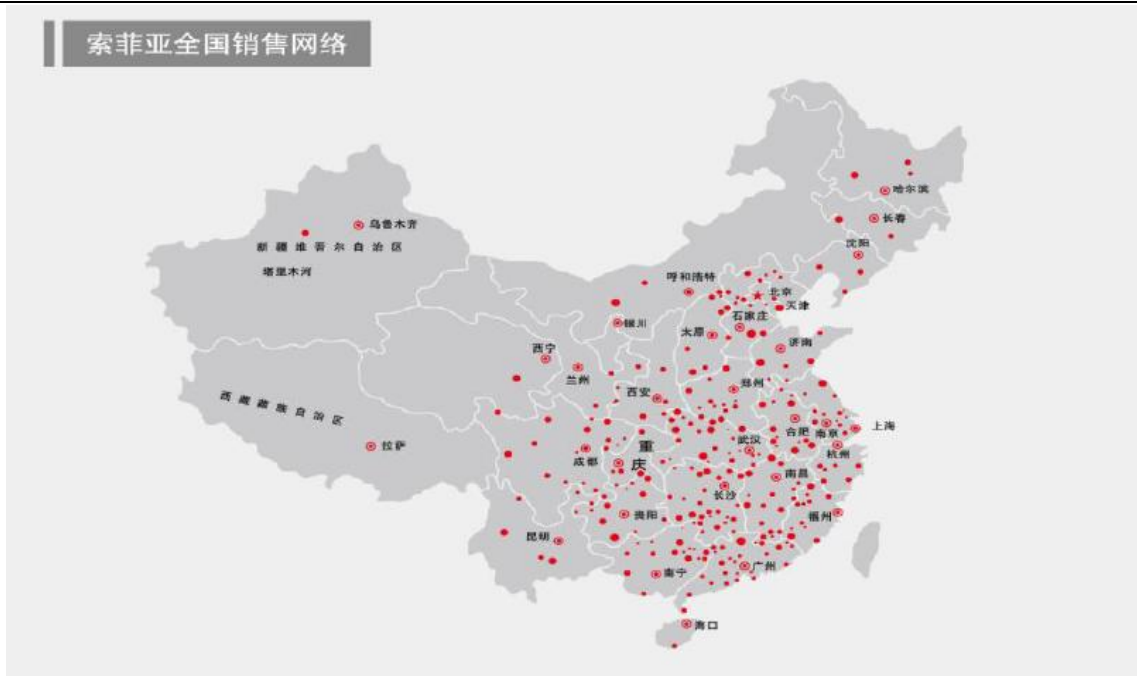 索菲亚全国销售网络
哈尔滨
长春
沈阳
乌鲁木齐
新疆维吾尔自治区
塔里木河
呼和浩特
北京
天津
石家庄
银川
太原
济南
西宁
兰州
西安
郑州
西藏藏族自治区
拉萨
成都
重庆
武汉
合肥
南京
上海
杭州
南昌
长沙
贵阳
福州
昆明
南宁
广州
海口